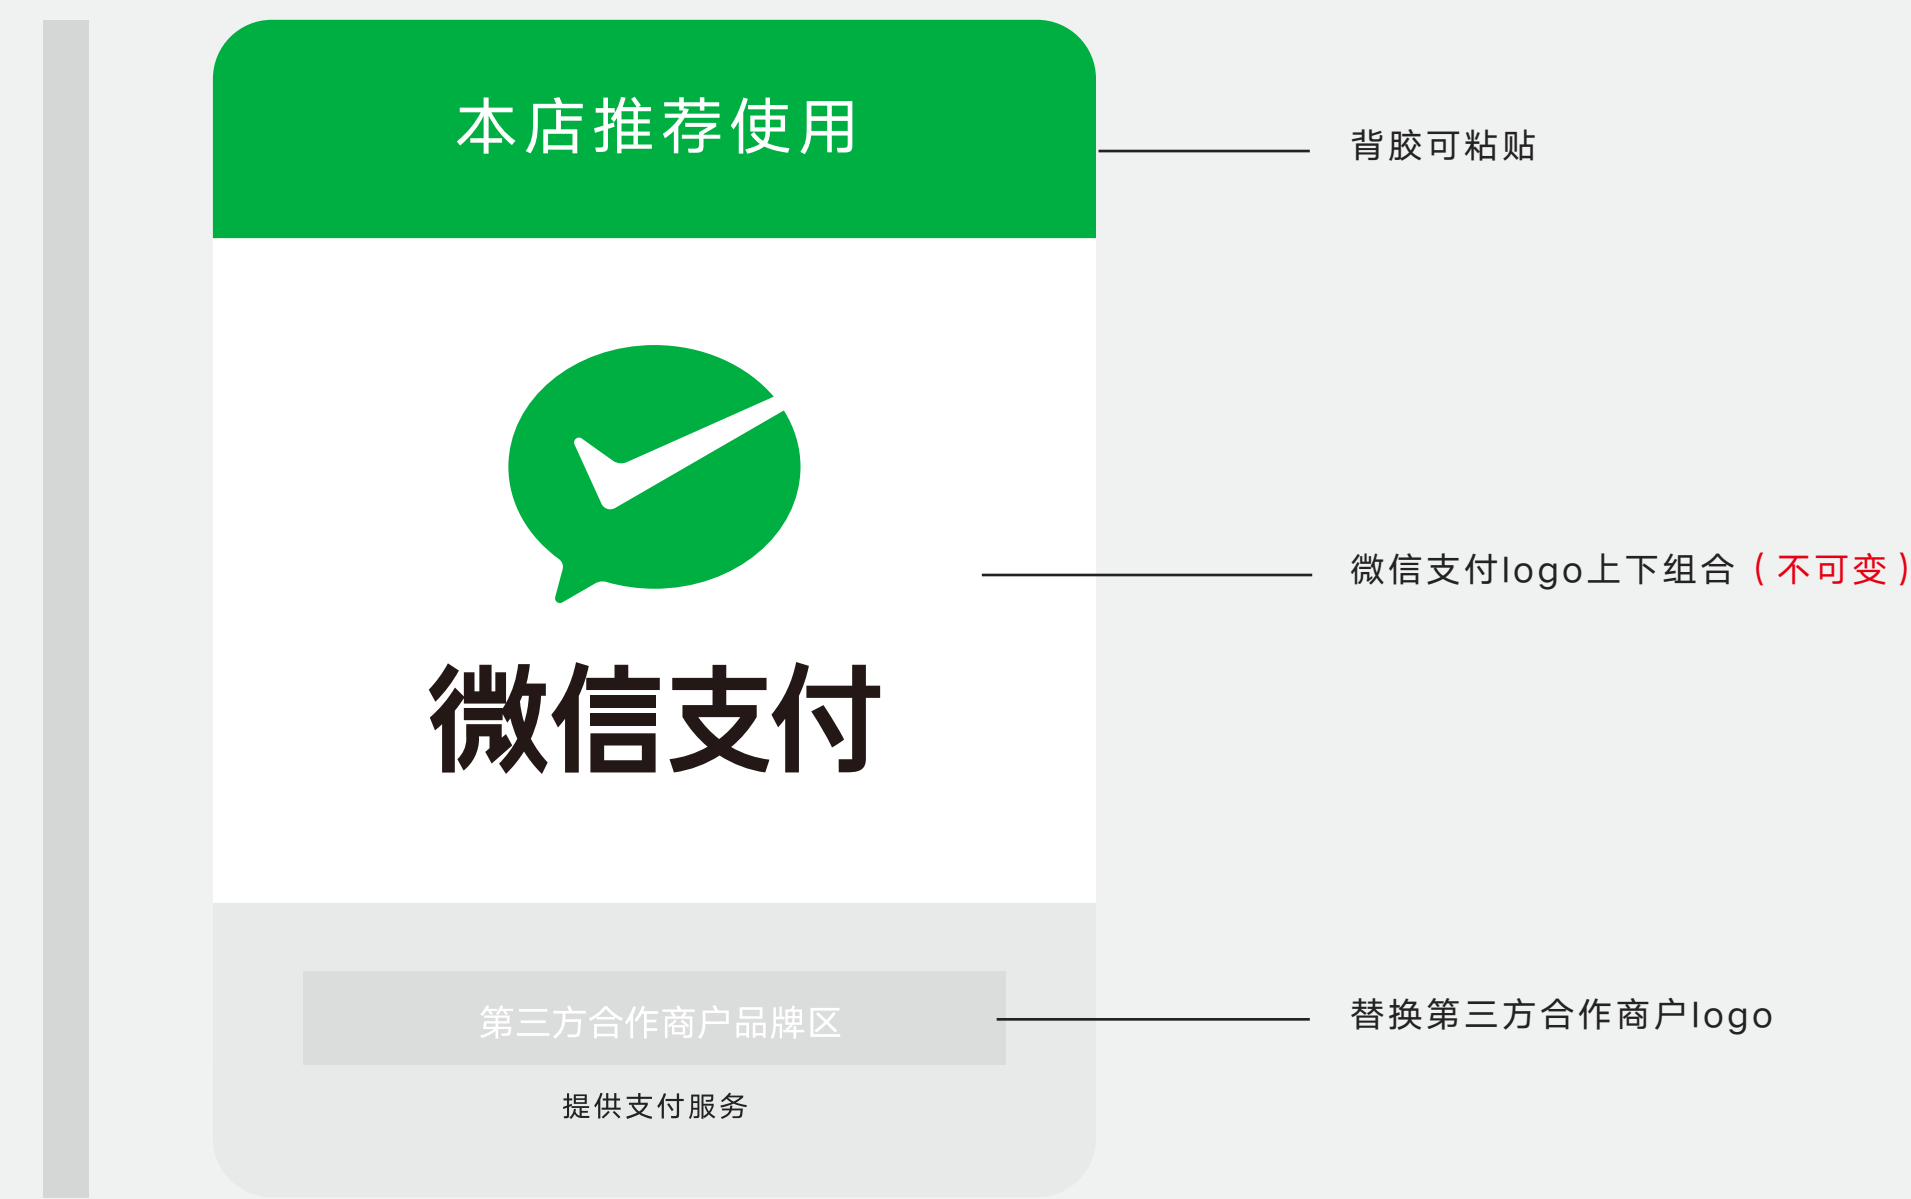 本店推荐使用
背胶可粘贴
微信支付logo上下组合（不可变）
微信支付
第三方合作商户品牌区
替换第三方合作商户logo
提供支付服务